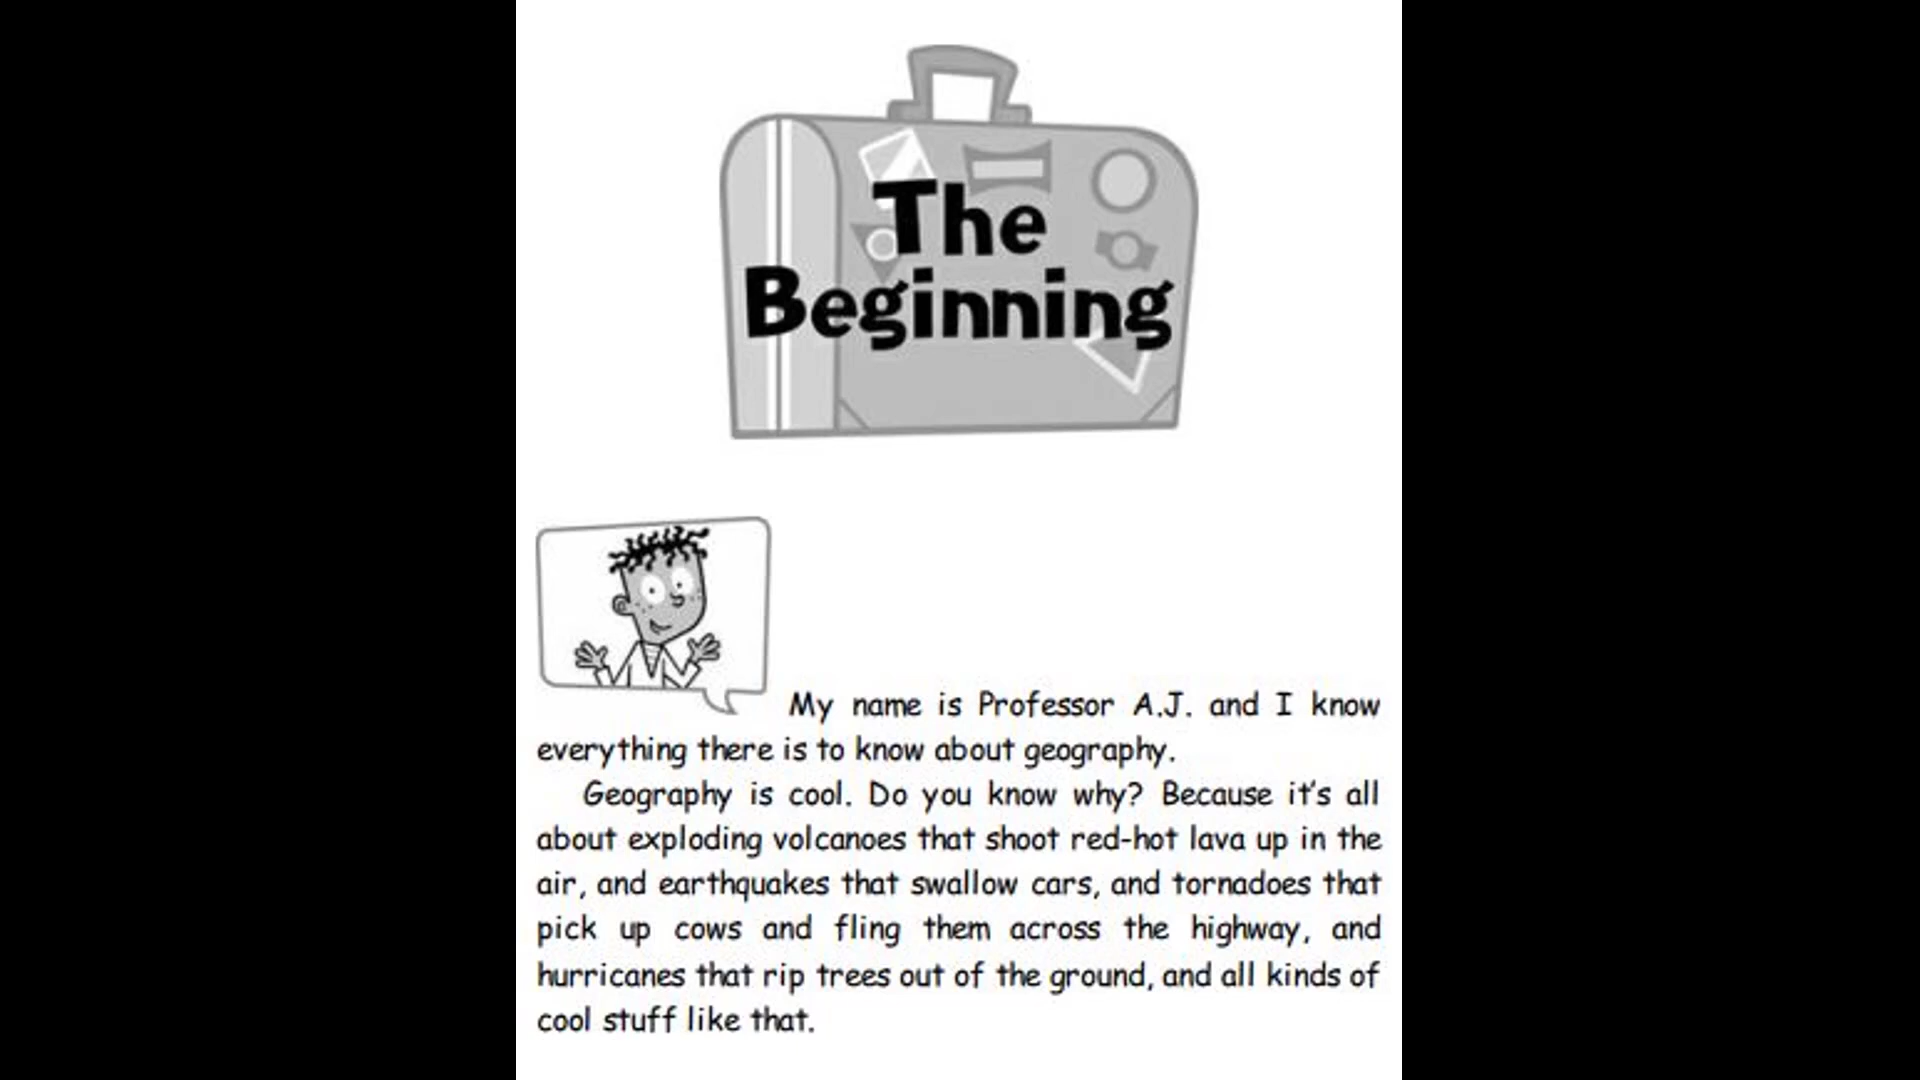 The
Beginning
My name is Professor A.J. and I know
everything there is to know about geography.
Geography is cool. Do you know why? Because it's all
about exploding volcanoes that shoot red-hot lava up in the
air, and earthquakes that swallow cars, and tornadoes that
pick up cows and fling them across the highway, and
hurricanes that rip trees out of the ground, and all kinds of
cool stuff like that.